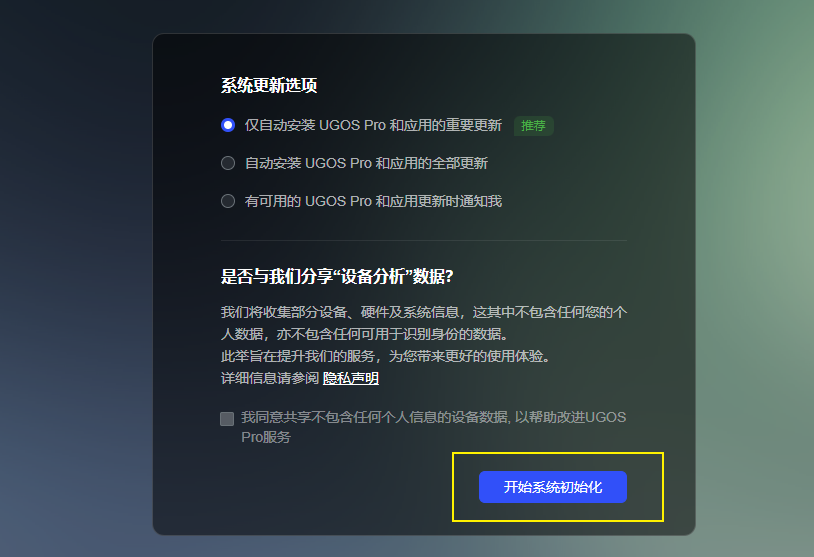 系统更新选项
仅自动安装 UGOS Pro 和应用的重要更新 推荐
自动安装 UGOS Pro 和应用的全部更新
有可用的 UGOS Pro 和应用更新时通知我
是否与我们分享“设备分析”数据?
我们将收集部分设备、硬件及系统信息，这其中不包含任何您的个
人数据，亦不包含任何可用于识别身份的数据。
此举旨在提升我们的服务，为您带来更好的使用体验。
详细信息请参阅 隐私声明
我同意共享不包含任何个人信息的设备数据, 以帮助改进UGOS
Pro服务
开始系统初始化